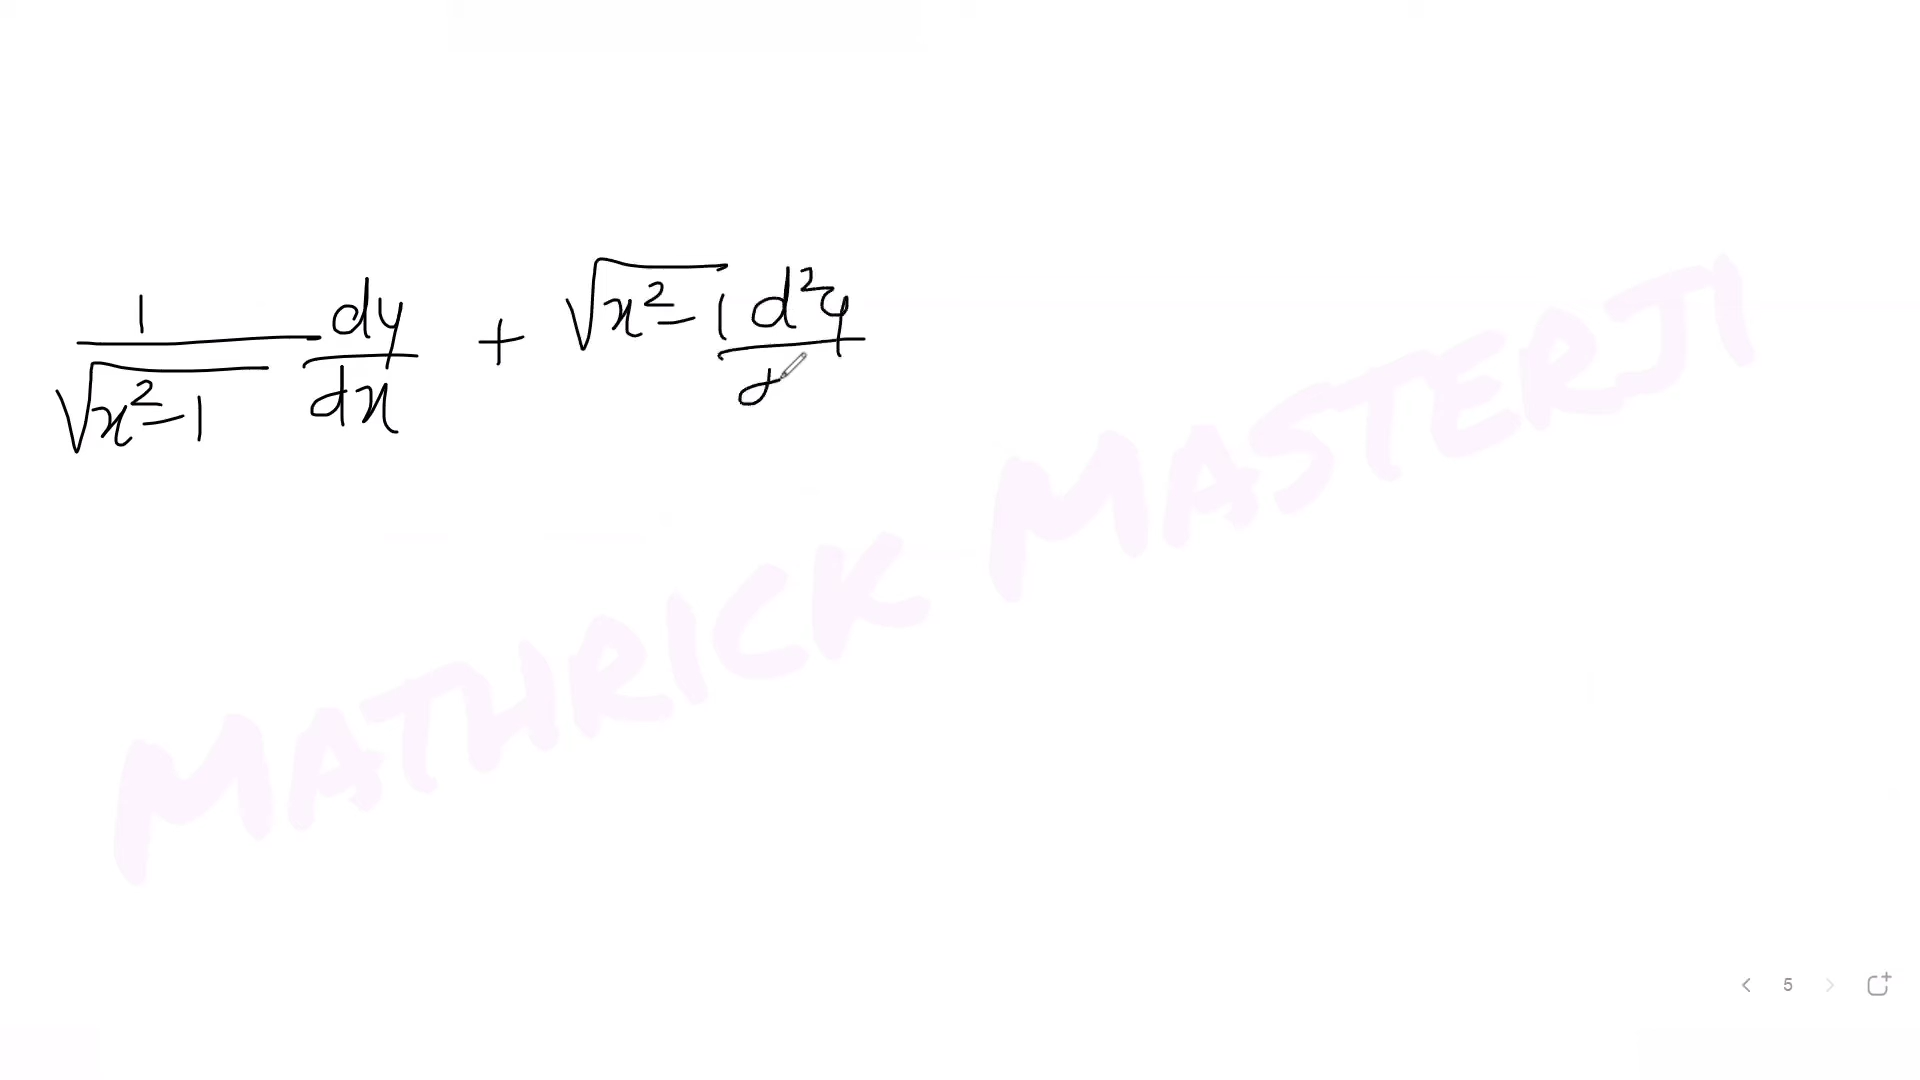 1/√(x²-1) dy/dx + √(x²-1) d²y/d
MATHRICK MASTERJI
5